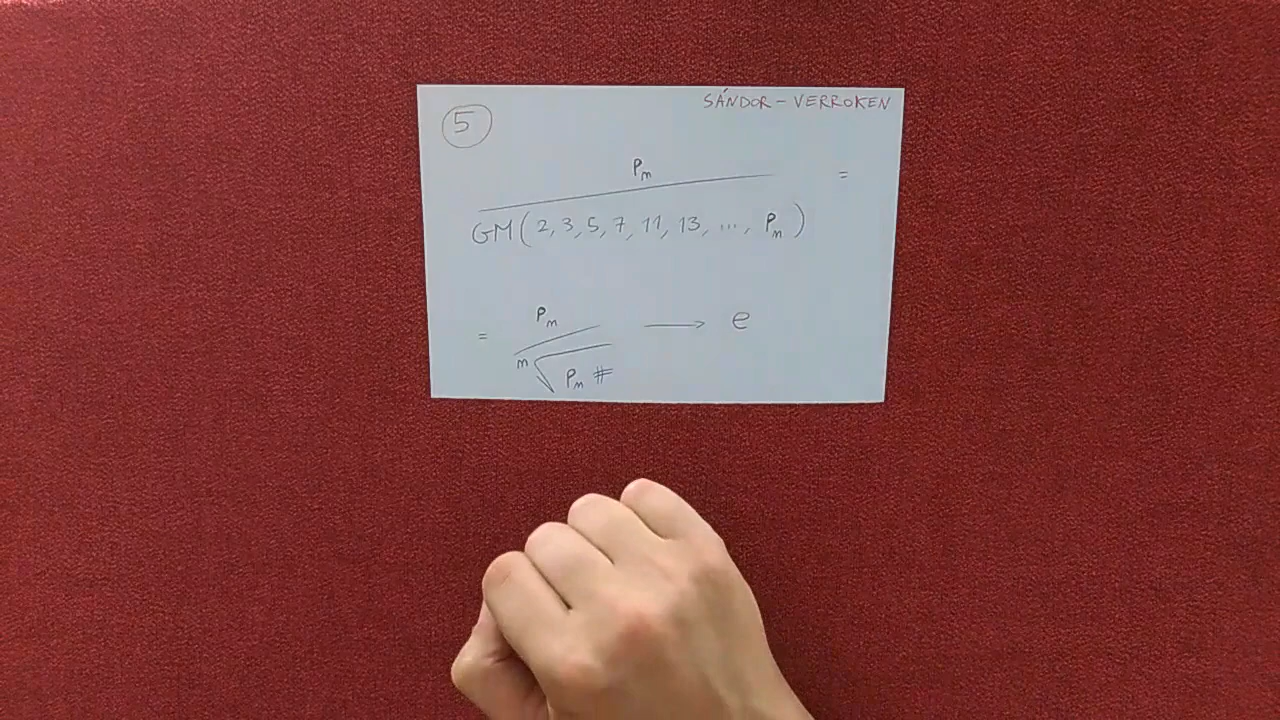 SÁNDOR - VERROKEN
5
Pm
=
GM(2, 3, 5, 7, 11, 13, ..., Pm)
Pm
= ⟶ e
m√Pm #